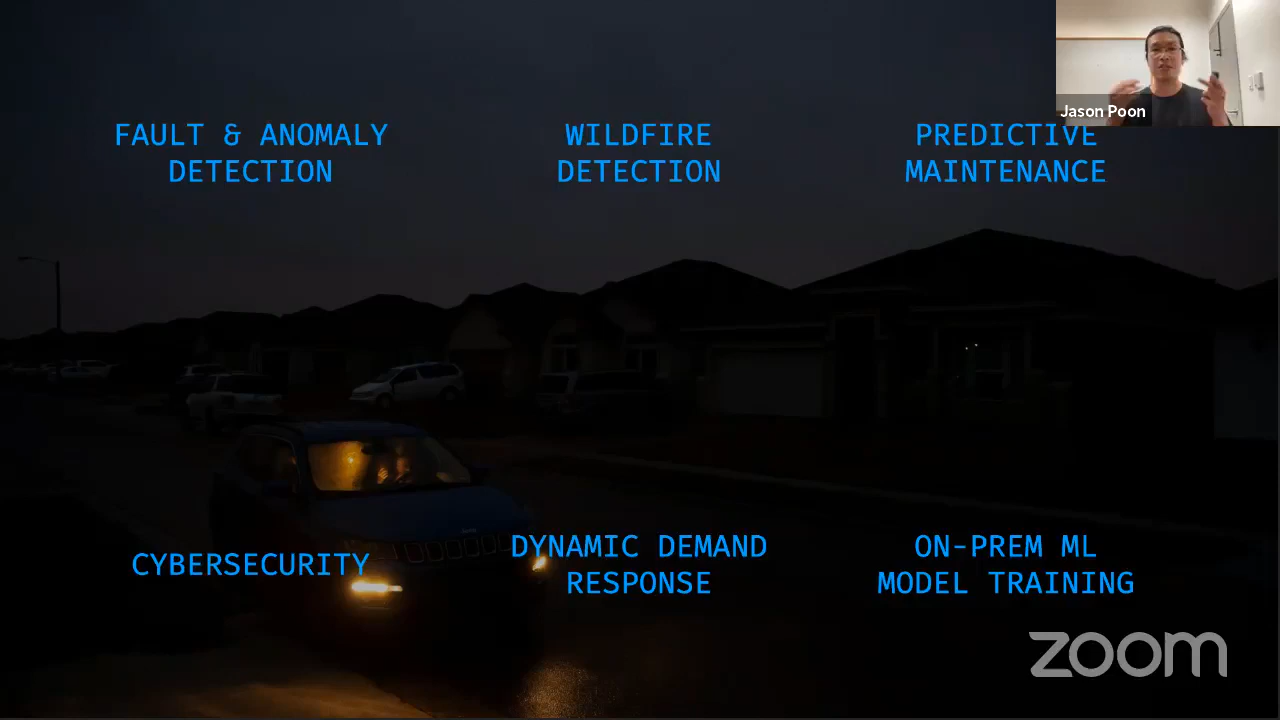 Jason Poon
FAULT & ANOMALY
DETECTION
WILDFIRE
DETECTION
PREDICTIVE
MAINTENANCE
CYBERSECURITY
DYNAMIC DEMAND
RESPONSE
ON-PREM ML
MODEL TRAINING
zoom